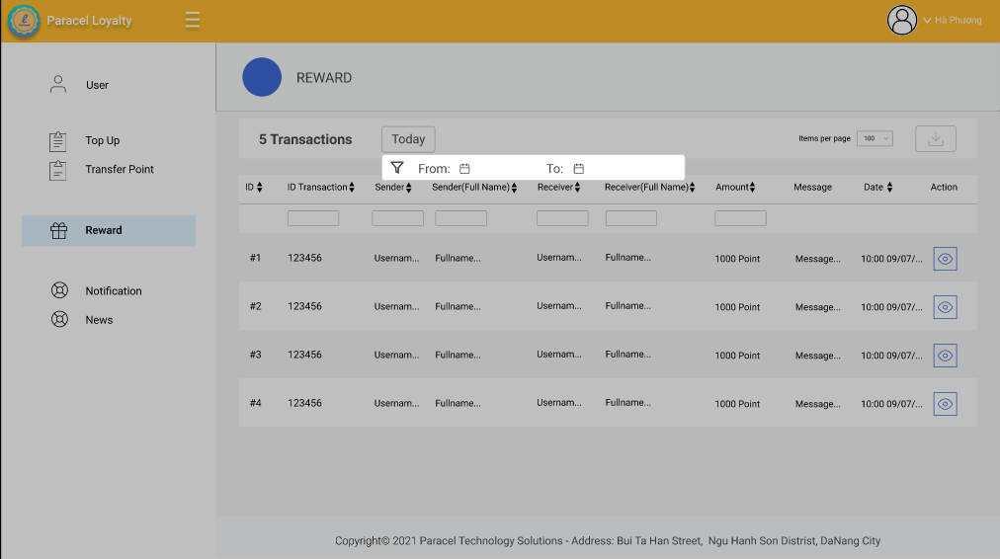 Paracel Loyalty
Hà Phương
User
Top Up
Transfer Point
Reward
Notification
News
REWARD
5 Transactions
Today
Items per page 100
From: To:
ID ID Transaction Sender Sender(Full Name) Receiver Receiver(Full Name) Amount Message Date Action
#1 123456 Usernam... Fullname... Usernam... Fullname... 1000 Point Message... 10:00 09/07/...
#2 123456 Usernam... Fullname... Usernam... Fullname... 1000 Point Message... 10:00 09/07/...
#3 123456 Usernam... Fullname... Usernam... Fullname... 1000 Point Message... 10:00 09/07/...
#4 123456 Usernam... Fullname... Usernam... Fullname... 1000 Point Message... 10:00 09/07/...
Copyright© 2021 Paracel Technology Solutions - Address: Bui Ta Han Street, Ngu Hanh Son Distrist, DaNang City